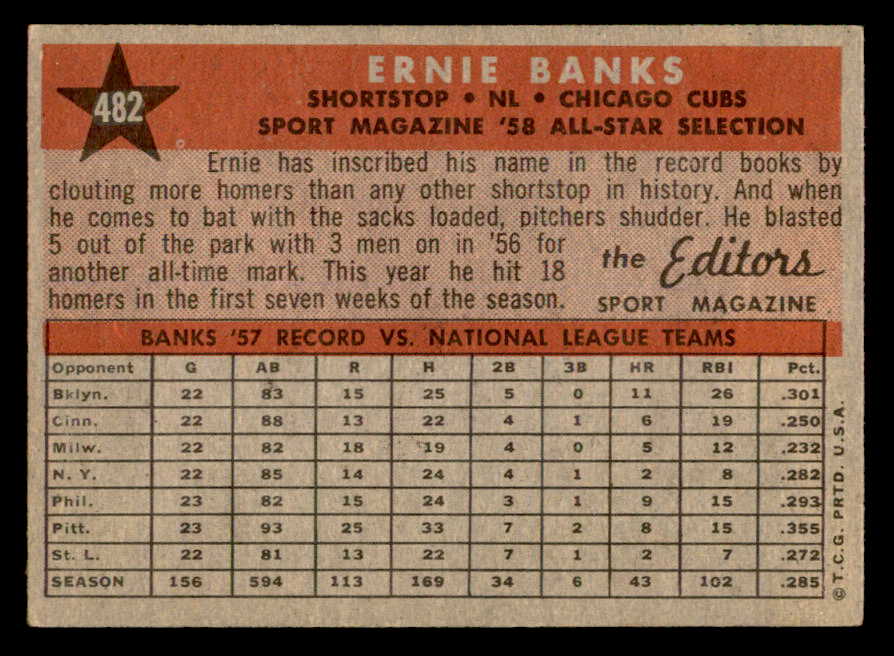 482
ERNIE BANKS
SHORTSTOP • NL • CHICAGO CUBS
SPORT MAGAZINE '58 ALL-STAR SELECTION
Ernie has inscribed his name in the record books by
clouting more homers than any other shortstop in history. And when
he comes to bat with the sacks loaded, pitchers shudder. He blasted
5 out of the park with 3 men on in '56 for
another all-time mark. This year he hit 18
homers in the first seven weeks of the season.
the Editors
SPORT MAGAZINE
BANKS '57 RECORD VS. NATIONAL LEAGUE TEAMS
Opponent G AB R H 2B 3B HR RBI Pct.
Bklyn. 22 83 15 25 5 0 11 26 .301
Cinn. 22 88 13 22 4 1 6 19 .250
Milw. 22 82 18 19 4 0 5 12 .232
N. Y. 22 85 14 24 4 1 2 8 .282
Phil. 23 82 15 24 3 1 9 15 .293
Pitt. 23 93 25 33 7 2 8 15 .355
St. L. 22 81 13 22 7 1 2 7 .272
SEASON 156 594 113 169 34 6 43 102 .285
© T.C.G. PRTD. U.S.A.